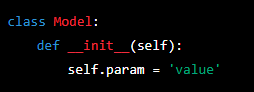 class Model:
    def __init__(self):
        self.param = 'value'